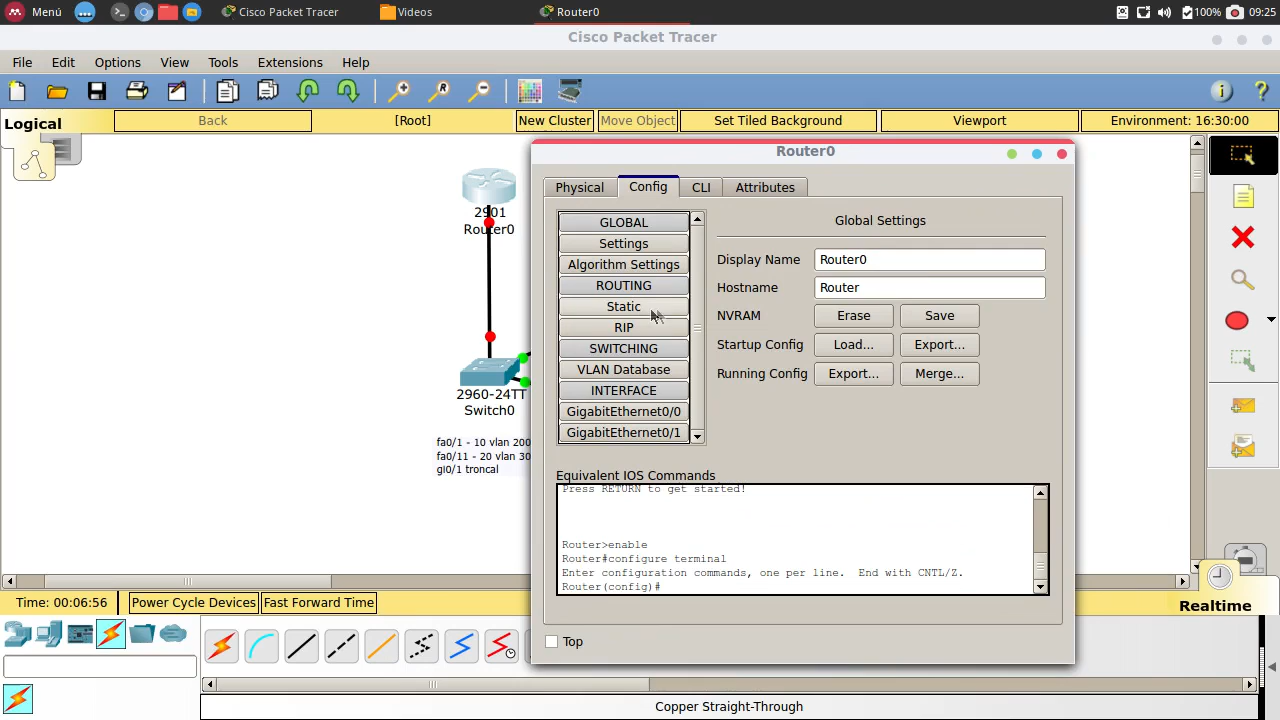 Menú
Cisco Packet Tracer
Videos
Router0
100%
09:25
Cisco Packet Tracer
File Edit Options View Tools Extensions Help
Logical
Back
[Root]
New Cluster
Move Object
Set Tiled Background
Viewport
Environment: 16:30:00
2901
Router0
2960-24TT
Switch0
fa0/1 - 10 vlan 200
fa0/11 - 20 vlan 30
gi0/1 troncal
Router0
Physical Config CLI Attributes
GLOBAL
Settings
Algorithm Settings
ROUTING
Static
RIP
SWITCHING
VLAN Database
INTERFACE
GigabitEthernet0/0
GigabitEthernet0/1
Global Settings
Display Name Router0
Hostname Router
NVRAM Erase Save
Startup Config Load... Export...
Running Config Export... Merge...
Equivalent IOS Commands
Press RETURN to get started!
Router>enable
Router#configure terminal
Enter configuration commands, one per line. End with CNTL/Z.
Router(config)#
Top
Time: 00:06:56
Power Cycle Devices
Fast Forward Time
Realtime
Copper Straight-Through